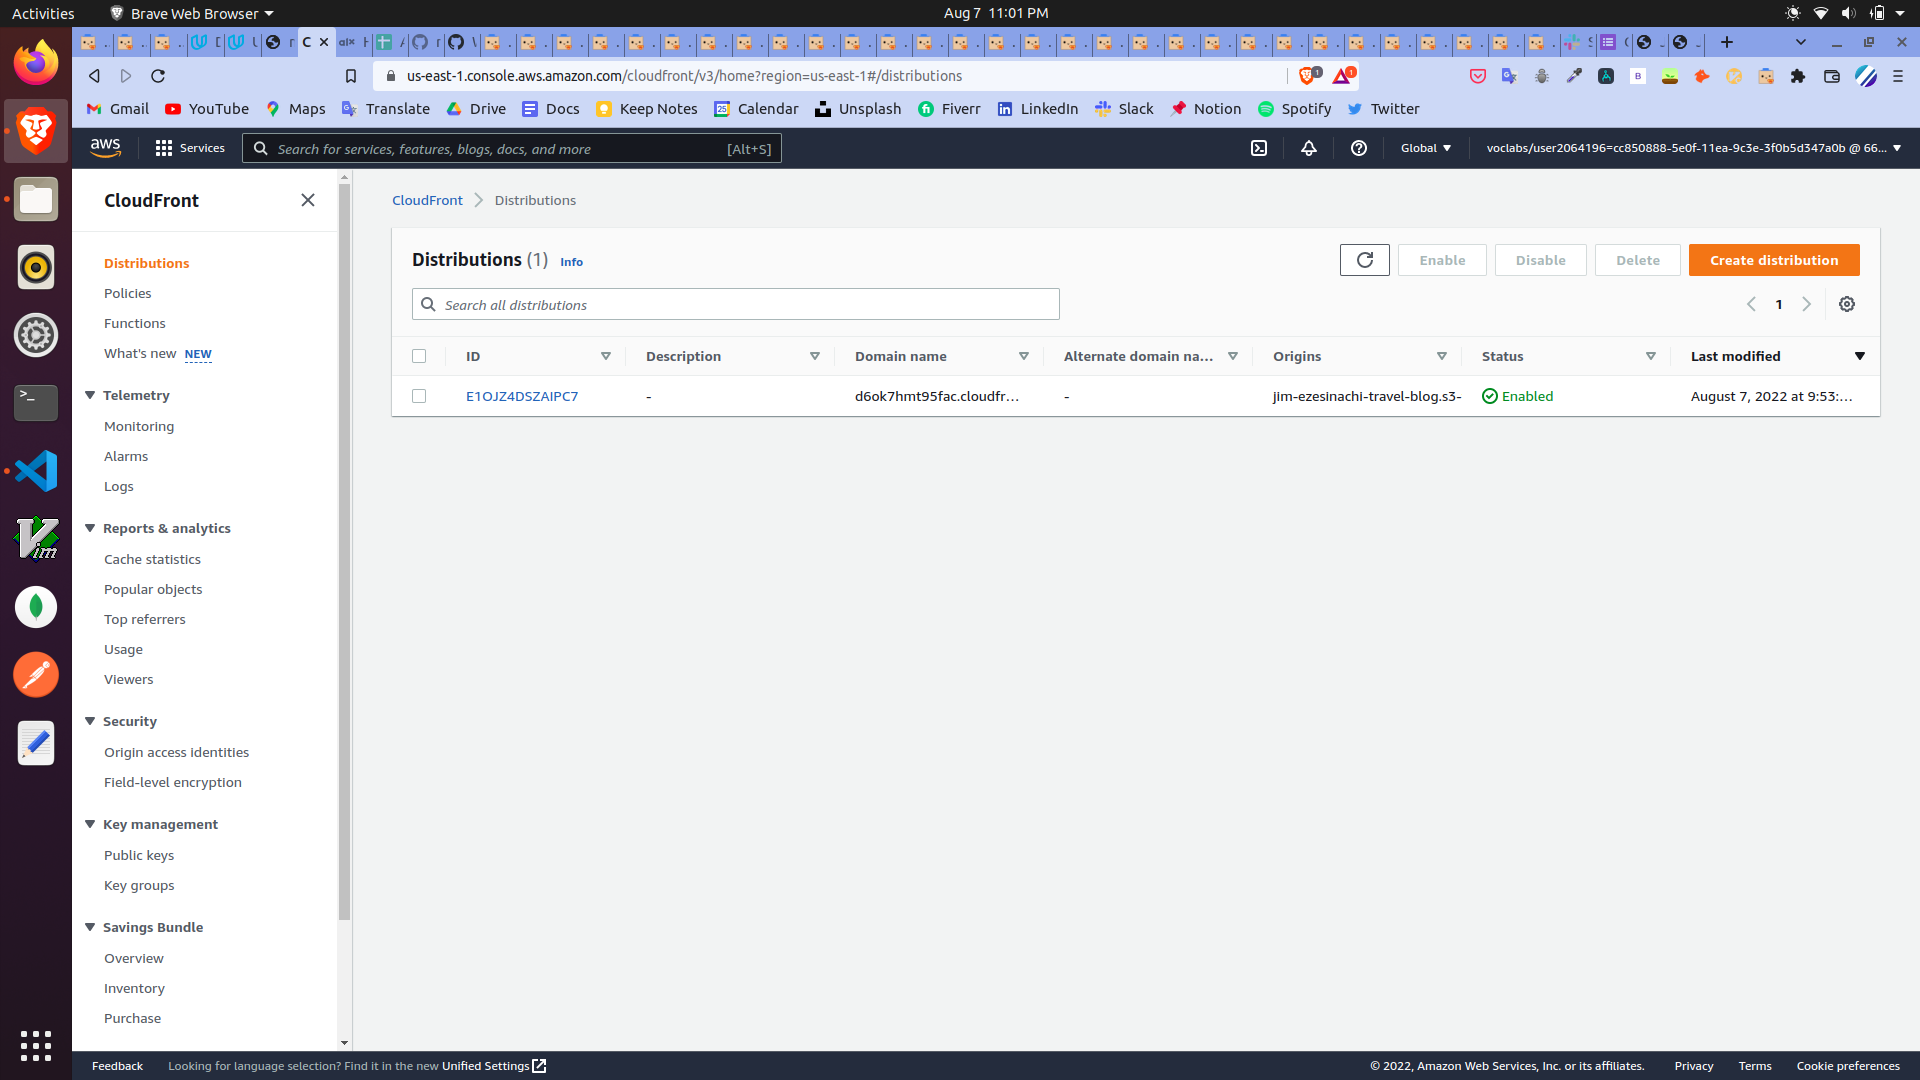 Activities
Brave Web Browser
Aug 7 11:01 PM
us-east-1.console.aws.amazon.com/cloudfront/v3/home?region=us-east-1#/distributions
Gmail YouTube Maps Translate Drive Docs Keep Notes Calendar Unsplash Fiverr LinkedIn Slack Notion Spotify Twitter
aws
Services
Search for services, features, blogs, docs, and more
[Alt+S]
Global
voclabs/user2064196=cc850888-5e0f-11ea-9c3e-3f0b5d347a0b @ 66...
CloudFront
Distributions
Policies
Functions
What's new NEW
Telemetry
Monitoring
Alarms
Logs
Reports & analytics
Cache statistics
Popular objects
Top referrers
Usage
Viewers
Security
Origin access identities
Field-level encryption
Key management
Public keys
Key groups
Savings Bundle
Overview
Inventory
Purchase
CloudFront
Distributions
Distributions (1) Info
Enable
Disable
Delete
Create distribution
Search all distributions
1
ID Description Domain name Alternate domain na... Origins Status Last modified
E1OJZ4DSZAIPC7 - d6ok7hmt95fac.cloudfr... - jim-ezesinachi-travel-blog.s3- Enabled August 7, 2022 at 9:53:...
Feedback
Looking for language selection? Find it in the new Unified Settings
© 2022, Amazon Web Services, Inc. or its affiliates.
Privacy
Terms
Cookie preferences